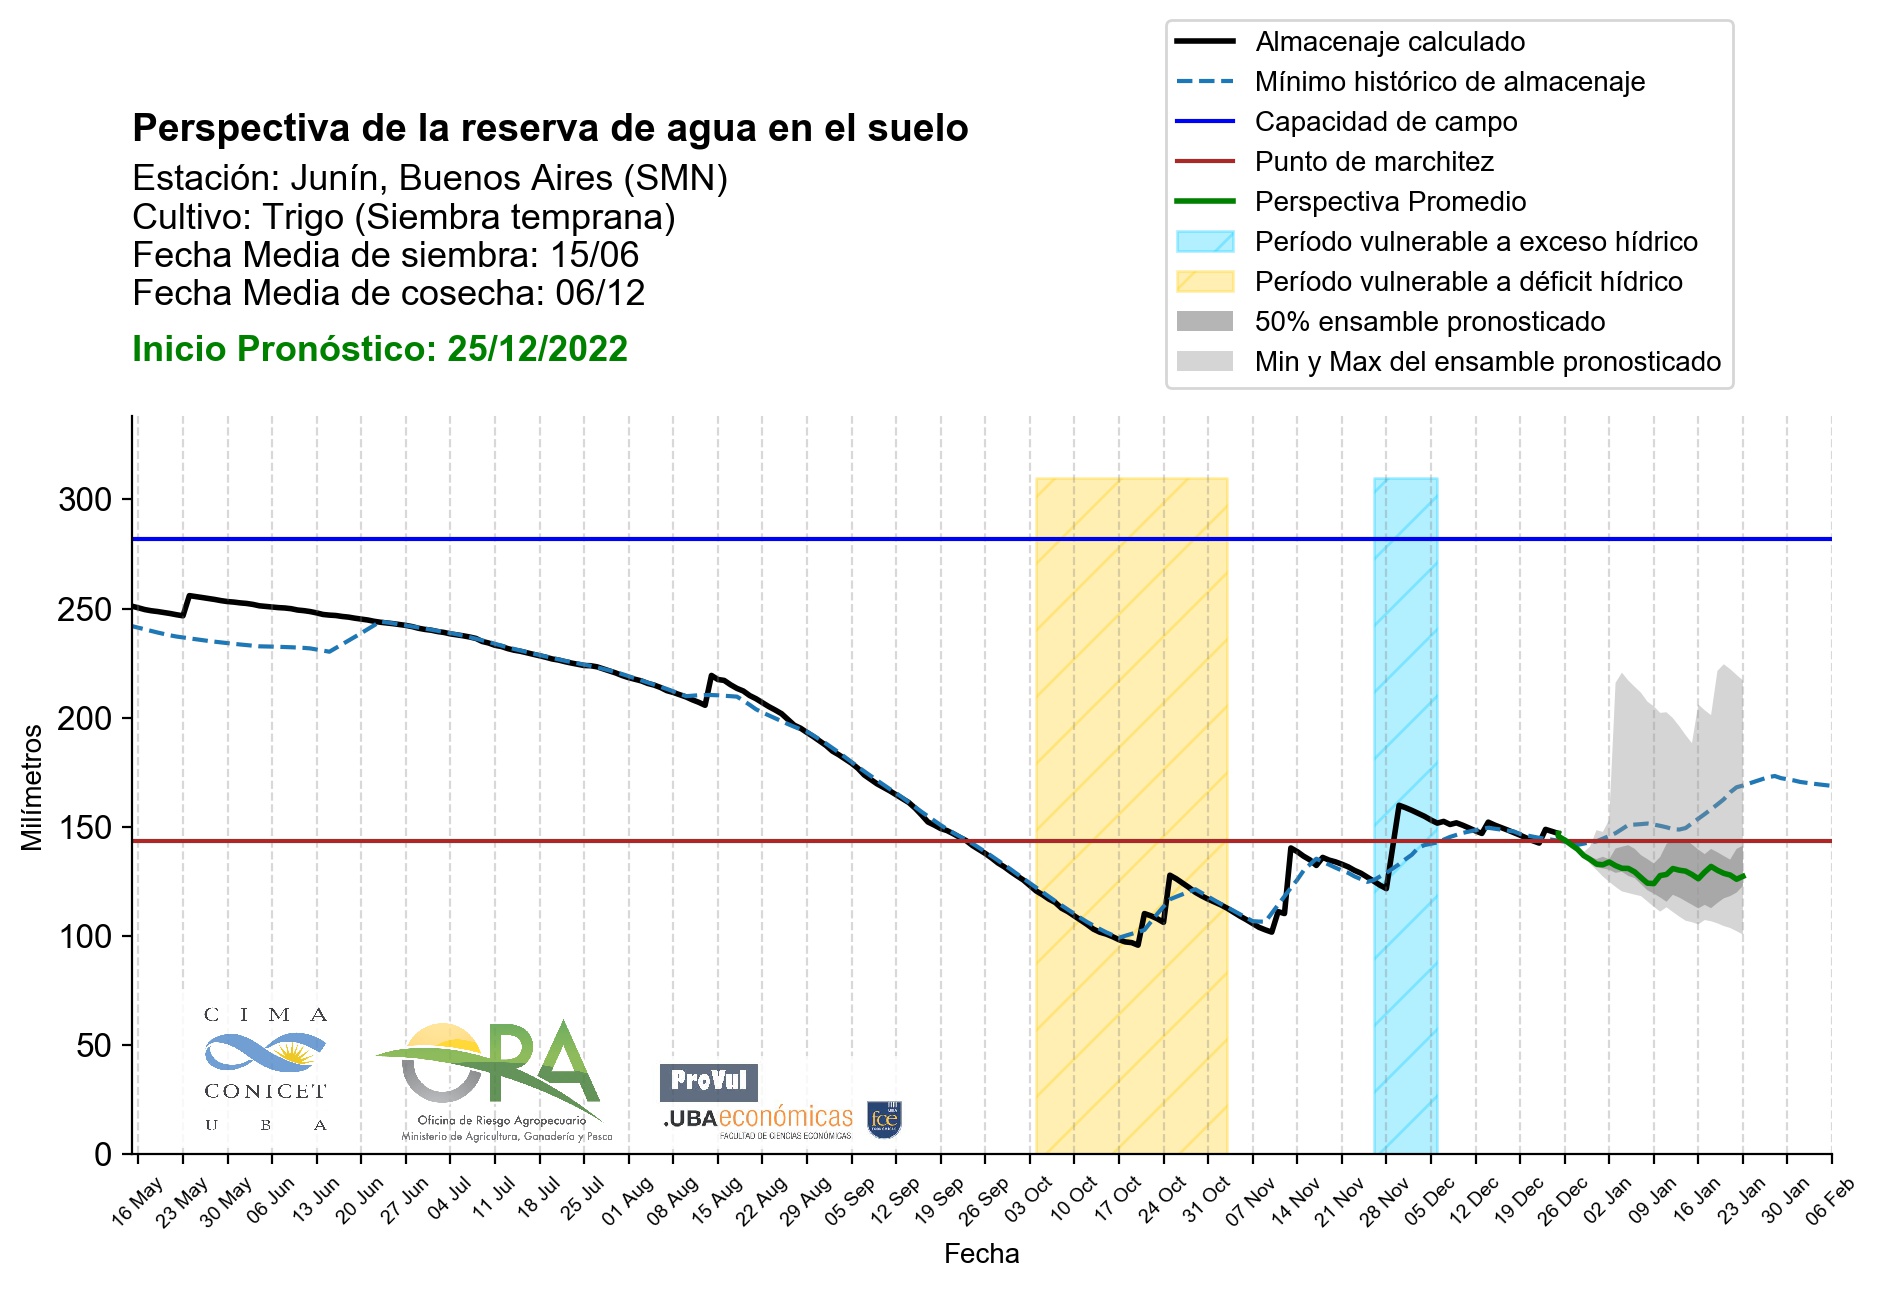 Almacenaje calculado
Mínimo histórico de almacenaje
Capacidad de campo
Punto de marchitez
Perspectiva Promedio
Período vulnerable a exceso hídrico
Período vulnerable a déficit hídrico
50% ensamble pronosticado
Min y Max del ensamble pronosticado
Perspectiva de la reserva de agua en el suelo
Estación: Junín, Buenos Aires (SMN)
Cultivo: Trigo (Siembra temprana)
Fecha Media de siembra: 15/06
Fecha Media de cosecha: 06/12
Inicio Pronóstico: 25/12/2022
300
250
200
150
100
50
0
Milímetros
C I M A
CONICET
U B A
ORA
Oficina de Riesgo Agropecuario
Ministerio de Agricultura, Ganadería y Pesca
ProVul
.UBAeconómicas
FACULTAD DE CIENCIAS ECONÓMICAS
fce
16 May
23 May
30 May
06 Jun
13 Jun
20 Jun
27 Jun
04 Jul
11 Jul
18 Jul
25 Jul
01 Aug
08 Aug
15 Aug
22 Aug
29 Aug
05 Sep
12 Sep
19 Sep
26 Sep
03 Oct
10 Oct
17 Oct
24 Oct
31 Oct
07 Nov
14 Nov
21 Nov
28 Nov
05 Dec
12 Dec
19 Dec
26 Dec
02 Jan
09 Jan
16 Jan
23 Jan
30 Jan
06 Feb
Fecha